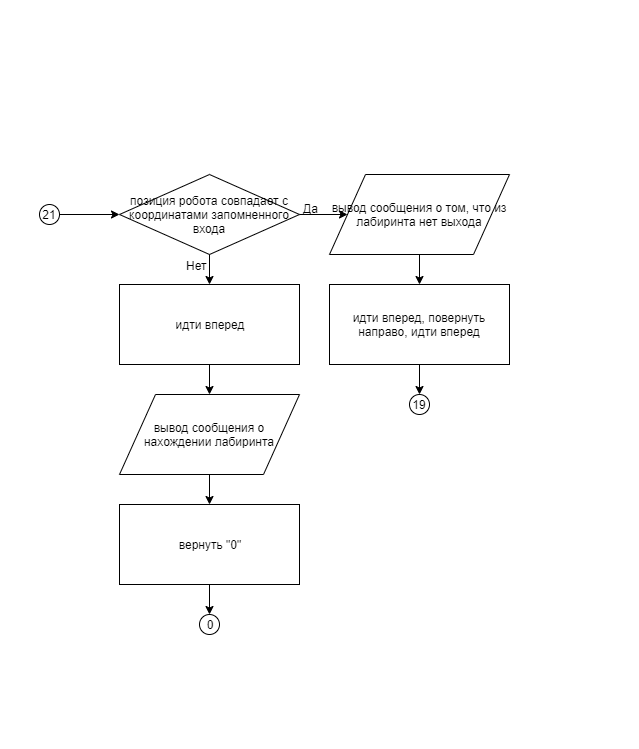 21
позиция робота совпадает с
координатами запомненного
входа
Да
вывод сообщения о том, что из
лабиринта нет выхода
Нет
идти вперед
идти вперед, повернуть
направо, идти вперед
19
вывод сообщения о
нахождении лабиринта
вернуть "0"
0